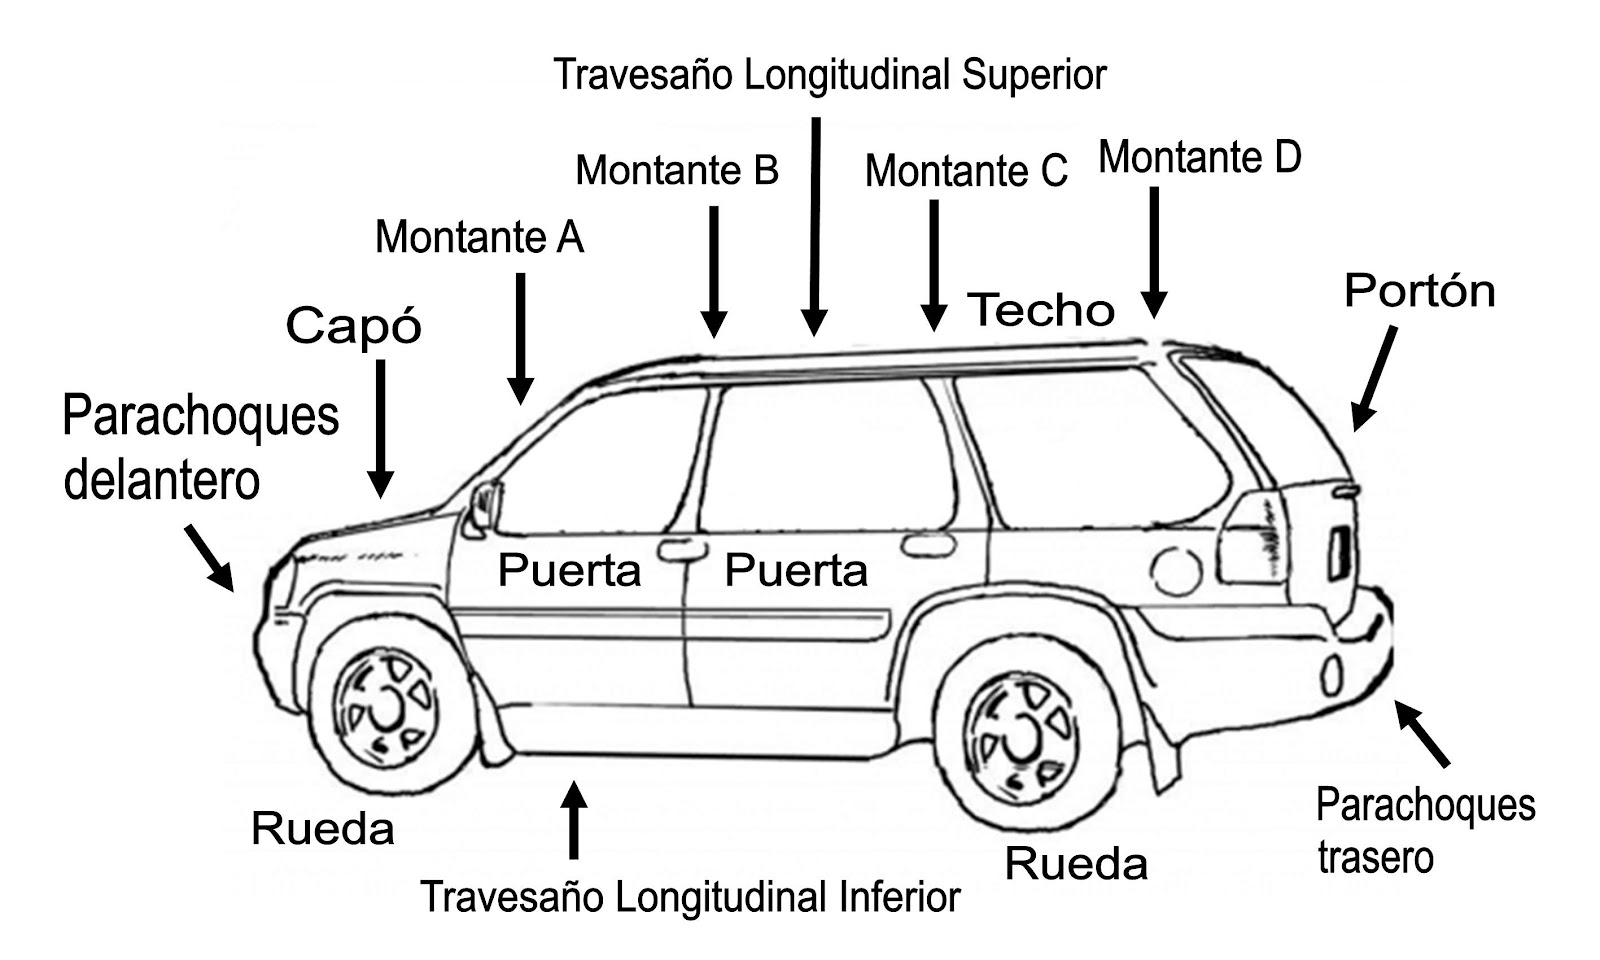 Travesaño Longitudinal Superior
Montante B
Montante C
Montante D
Montante A
Capó
Techo
Portón
Parachoques
delantero
Puerta
Puerta
Rueda
Rueda
Parachoques
trasero
Travesaño Longitudinal Inferior